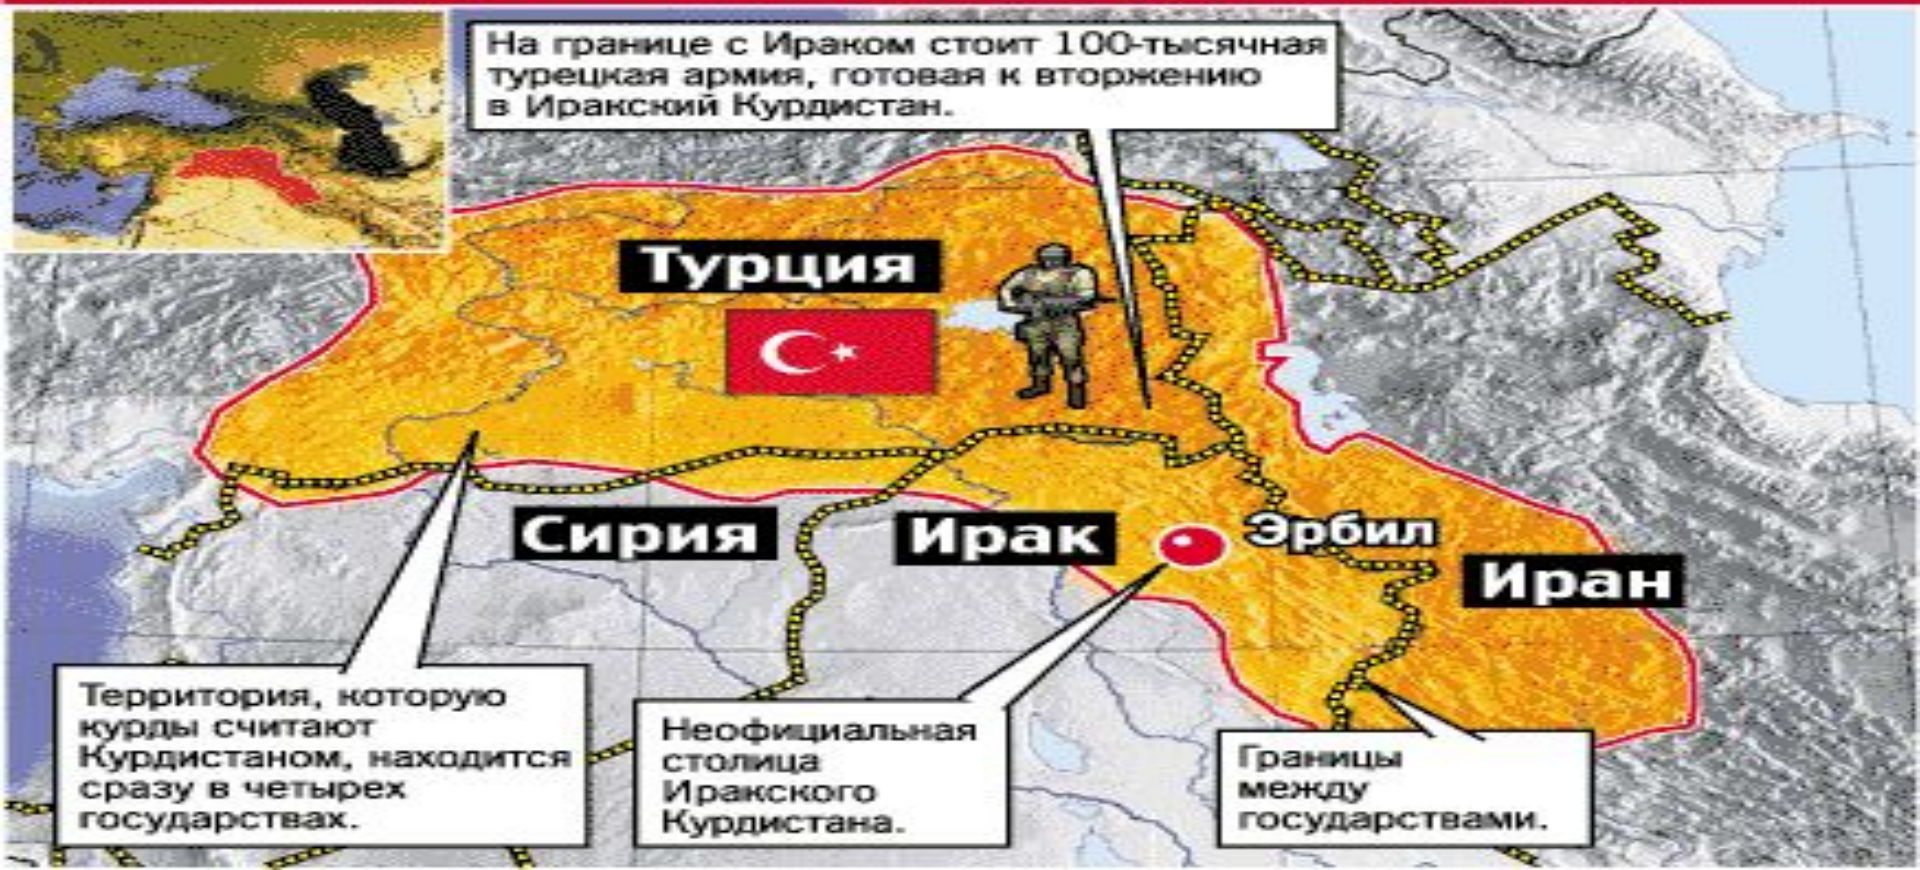 На границе с Ираком стоит 100-тысячная
турецкая армия, готовая к вторжению
в Иракский Курдистан.
Турция
Сирия
Ирак
Эрбил
Иран
Территория, которую
курды считают
Курдистаном, находится
сразу в четырех
государствах.
Неофициальная
столица
Иракского
Курдистана.
Границы
между
государствами.